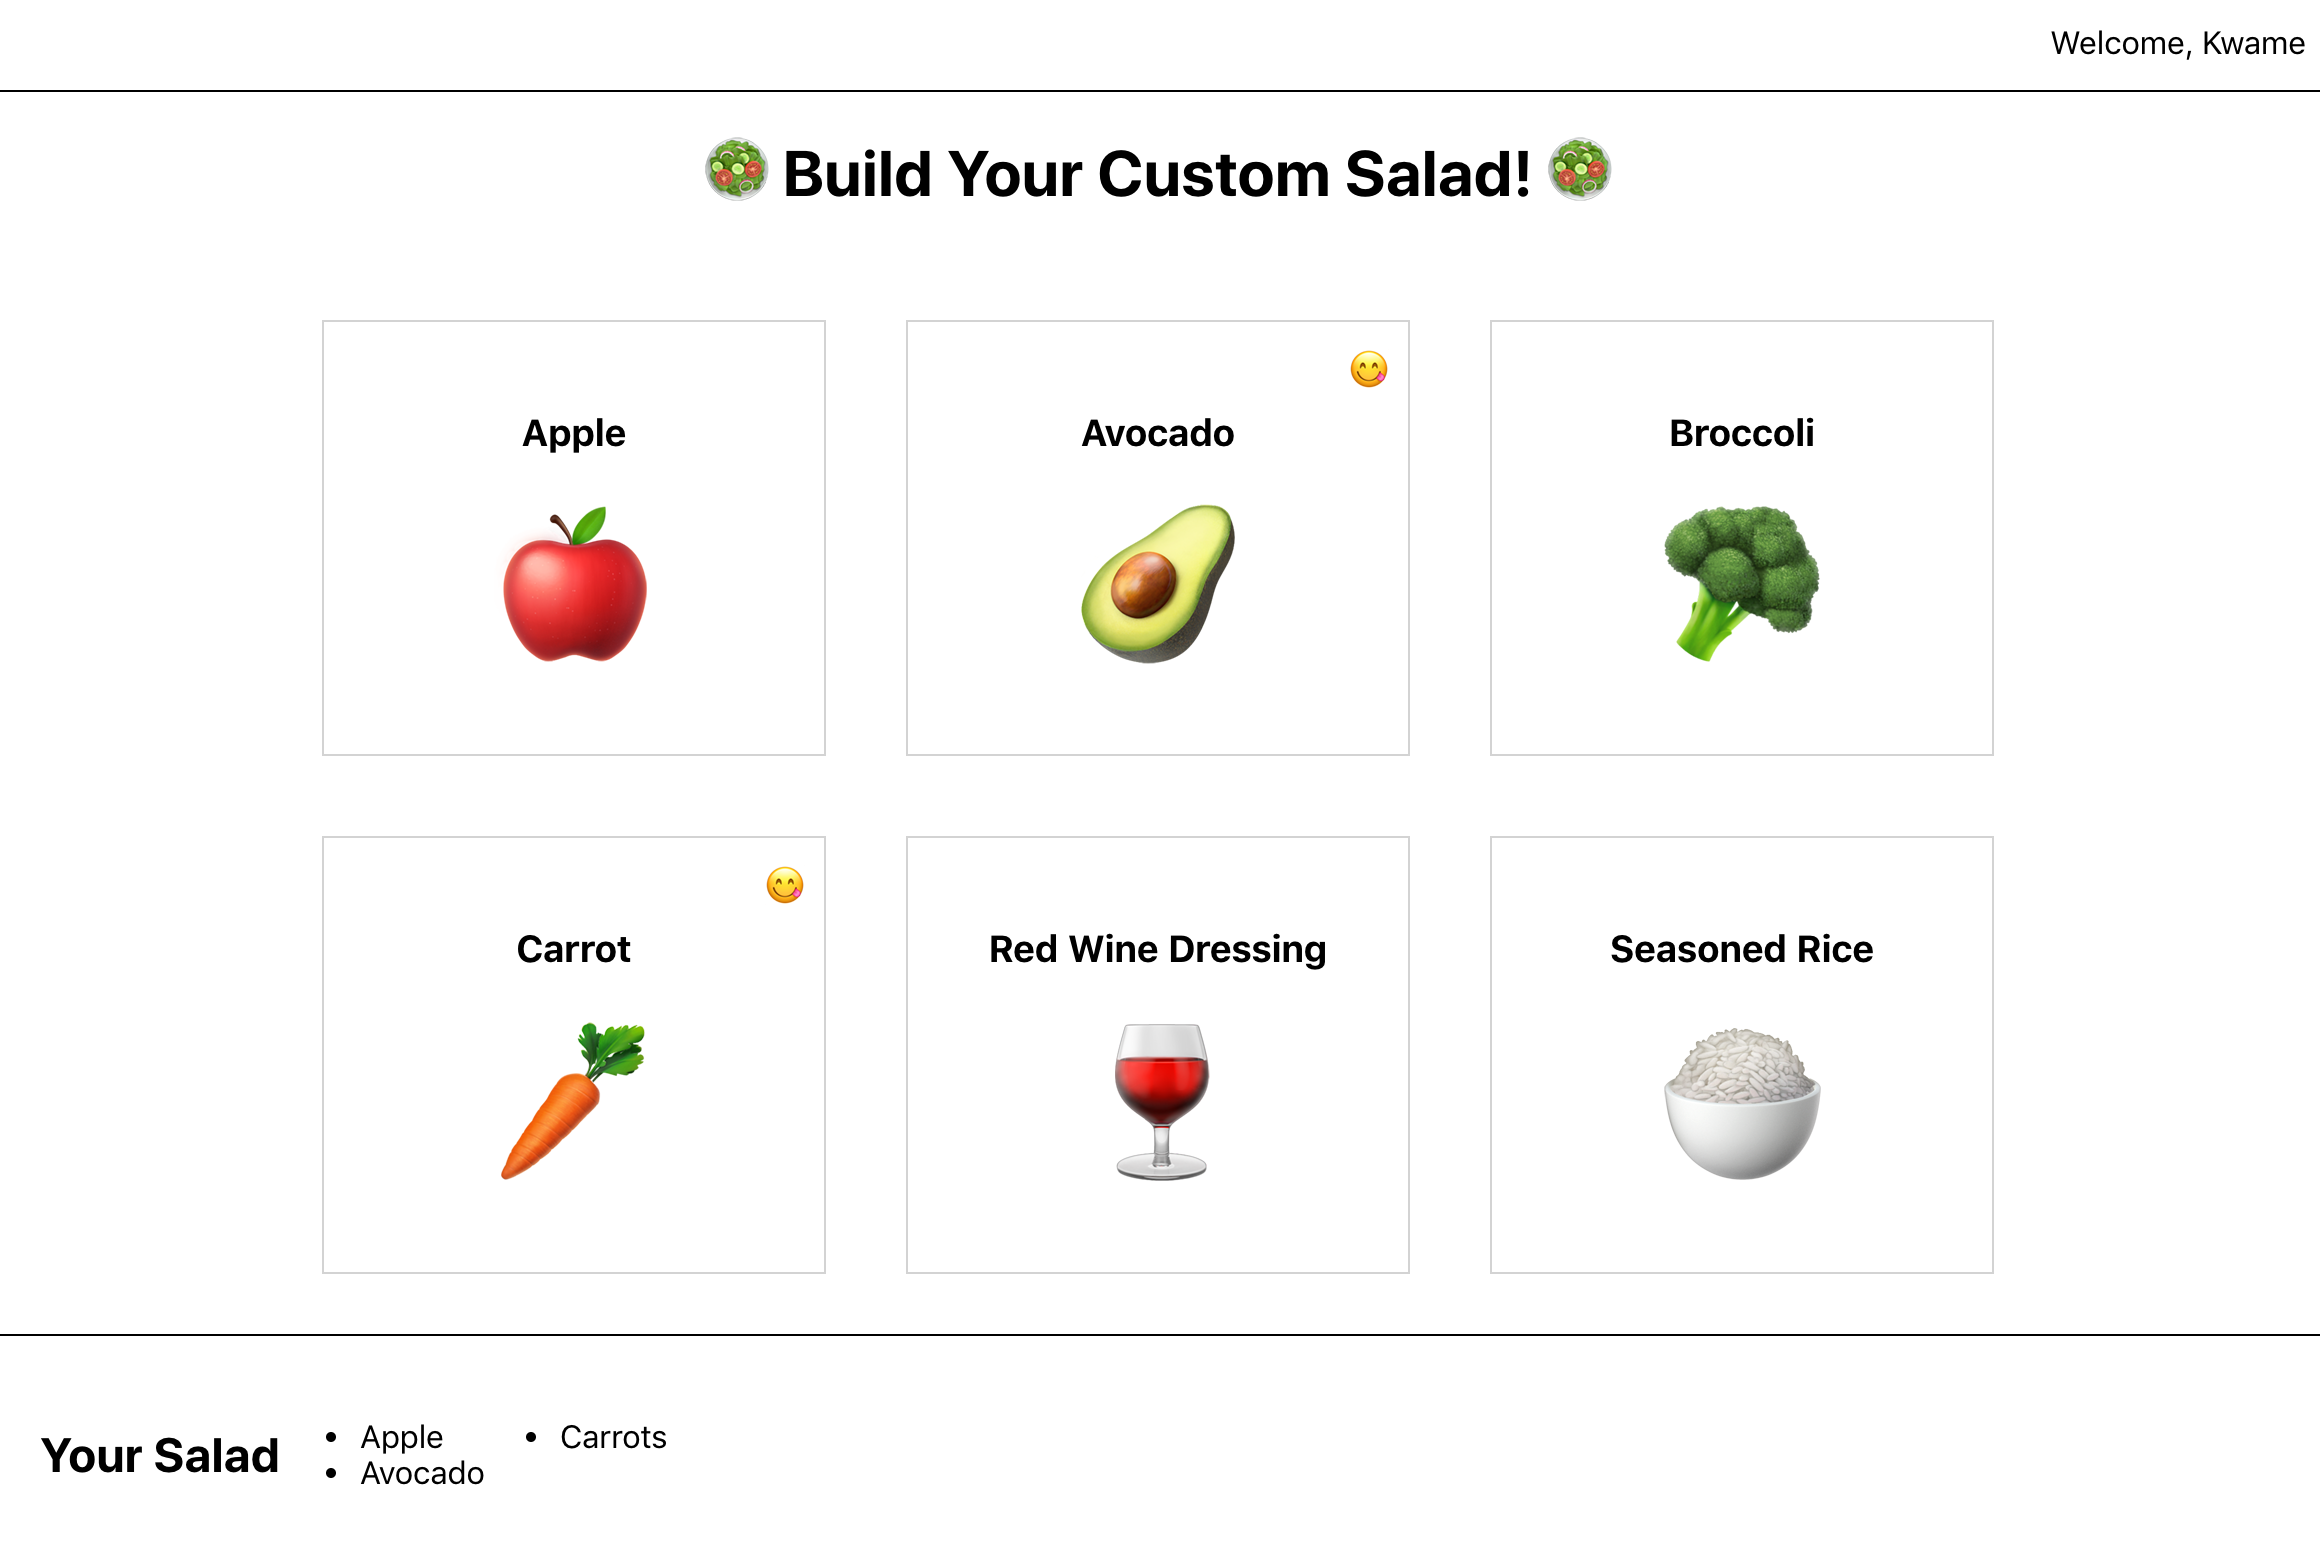 Welcome, Kwame
Build Your Custom Salad!
Apple
Avocado
Broccoli
Carrot
Red Wine Dressing
Seasoned Rice
Your Salad
Apple
Avocado
Carrots